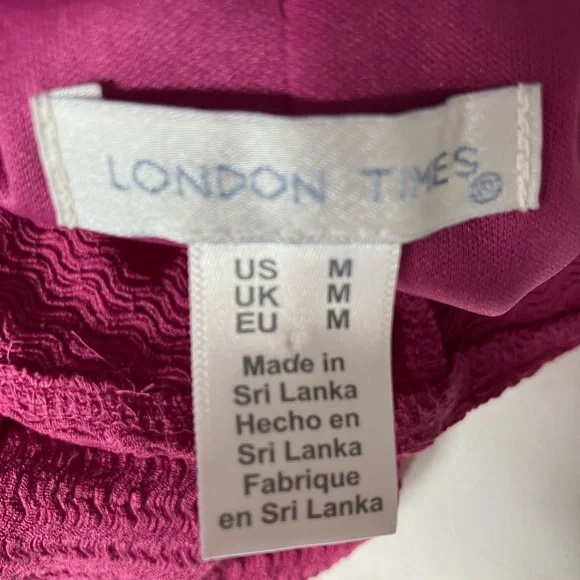 LONDON TIMES®
US M
UK M
EU M
Made in
Sri Lanka
Hecho en
Sri Lanka
Fabrique
en Sri Lanka